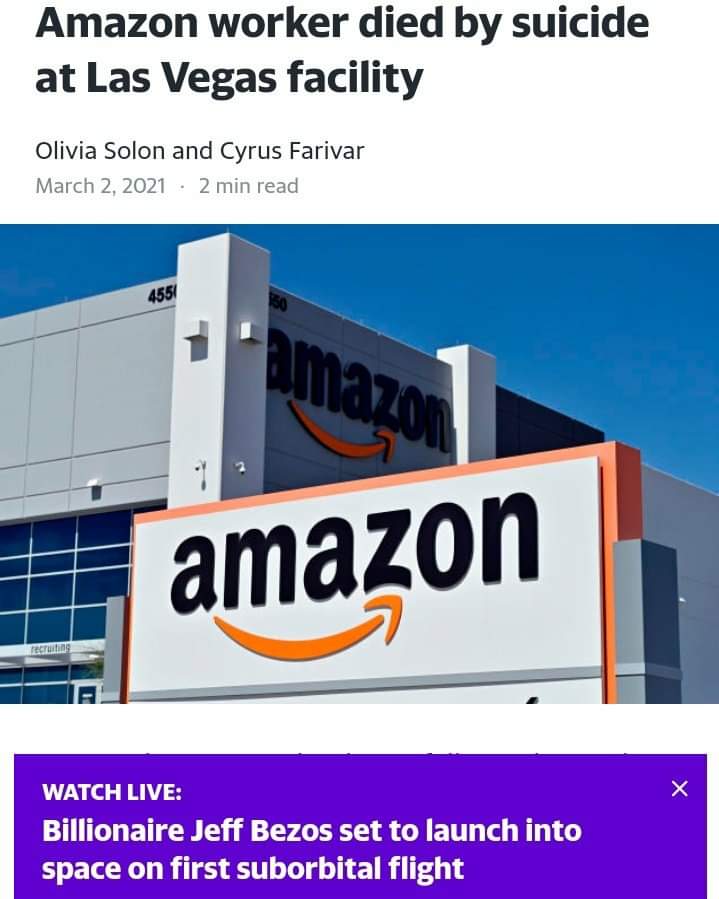 Amazon worker died by suicide
at Las Vegas facility
Olivia Solon and Cyrus Farivar
March 2, 2021 · 2 min read
455
50
amazon
amazon
recruiting
WATCH LIVE:
Billionaire Jeff Bezos set to launch into
space on first suborbital flight